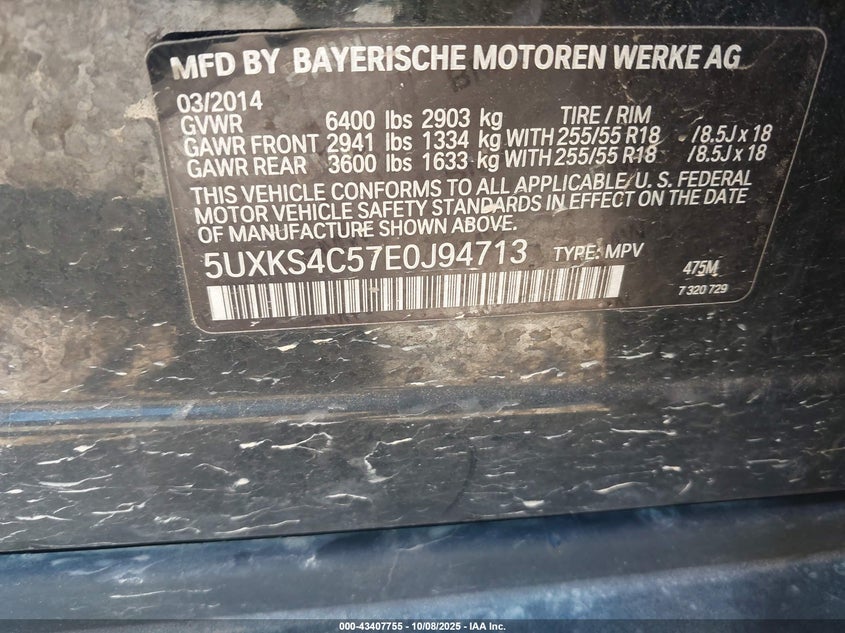 MFD BY BAYERISCHE MOTOREN WERKE AG
03/2014 TIRE / RIM
GVWR 6400 lbs 2903 kg
GAWR FRONT 2941 lbs 1334 kg WITH 255/55 R18 /8.5J x 18
GAWR REAR 3600 lbs 1633 kg WITH 255/55 R18 /8.5J x 18
THIS VEHICLE CONFORMS TO ALL APPLICABLE U. S. FEDERAL
MOTOR VEHICLE SAFETY STANDARDS IN EFFECT ON THE DATE
OF MANUFACTURE SHOWN ABOVE.
5UXKS4C57E0J94713 TYPE: MPV 475M
7 320 729
000-43407755 - 10/08/2025 - IAA Inc.